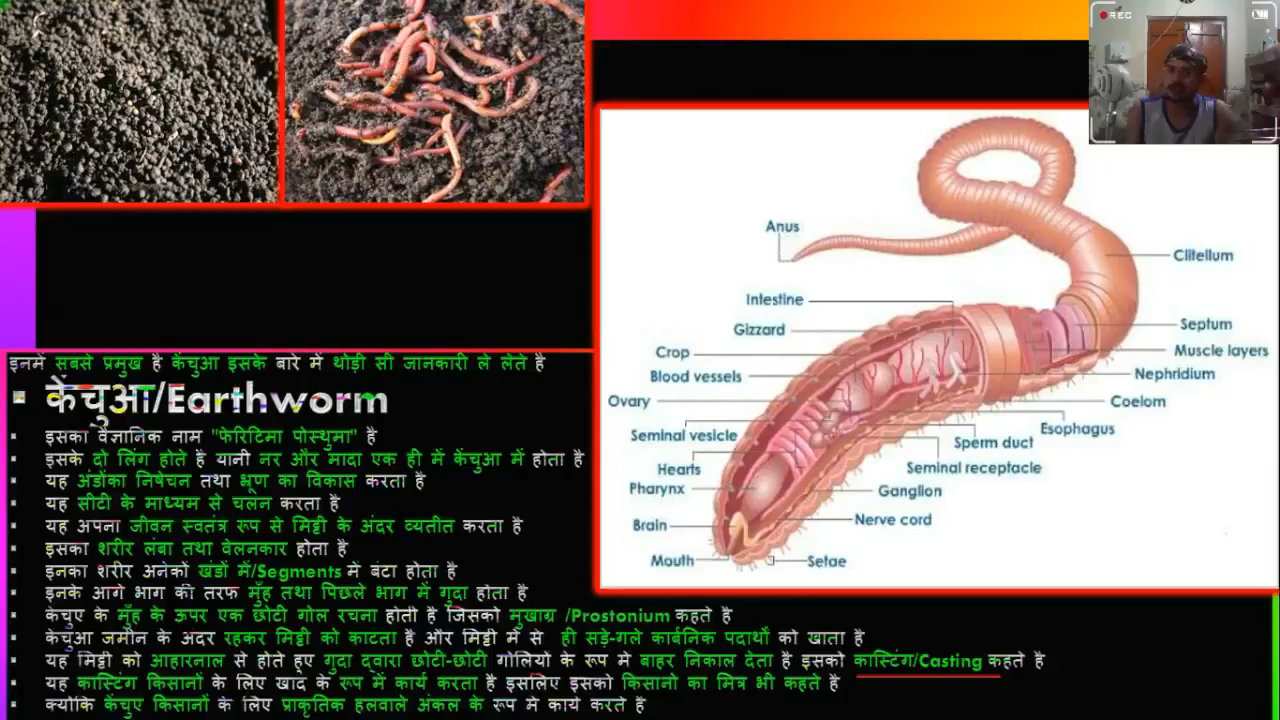 REC
Anus
Clitellum
Intestine
Gizzard
Septum
Crop
Muscle layers
Blood vessels
Nephridium
Ovary
Coelom
Seminal vesicle
Esophagus
Sperm duct
Hearts
Seminal receptacle
Pharynx
Ganglion
Brain
Nerve cord
Mouth
Setae
इनमें सबसे प्रमुख है केंचुआ इसके बारे में थोड़ी सी जानकारी ले लेते है
केंचुआ/Earthworm
इसका वैज्ञानिक नाम "फेरिटिमा पोस्थुमा" है
इसके दो लिंग होते है यानी नर और मादा एक ही में केंचुआ में होता है
यह अंडोंका निषेचन तथा भ्रूण का विकास करता है
यह सीटी के माध्यम से चलन करता है
यह अपना जीवन स्वतंत्र रूप से मिट्टी के अंदर व्यतीत करता है
इसका शरीर लंबा तथा वेलनकार होता है
इनका शरीर अनेकों खंडों में/Segments में बंटा होता है
इनके आगे भाग की तरफ मुँह तथा पिछले भाग में गुदा होता है
केचुए के मुँह के ऊपर एक छोटी गोल रचना होती है जिसको मुखाग्र /Prostonium कहते है
केचुआ जमीन के अंदर रहकर मिट्टी को काटता है और मिट्टी में से ही सड़े-गले कार्बनिक पदार्थों को खाता है
यह मिट्टी को आहारनाल से होते हुए गुदा द्वारा छोटी-छोटी गोलियों के रूप में बाहर निकाल देता है इसको कास्टिंग/Casting कहते है
यह कास्टिंग किसानों के लिए खाद के रूप में कार्य करता है इसलिए इसको किसानो का मित्र भी कहते है
क्योंकि केंचुए किसानों के लिए प्राकृतिक हलवाले अंकल के रूप मे कार्य करते है